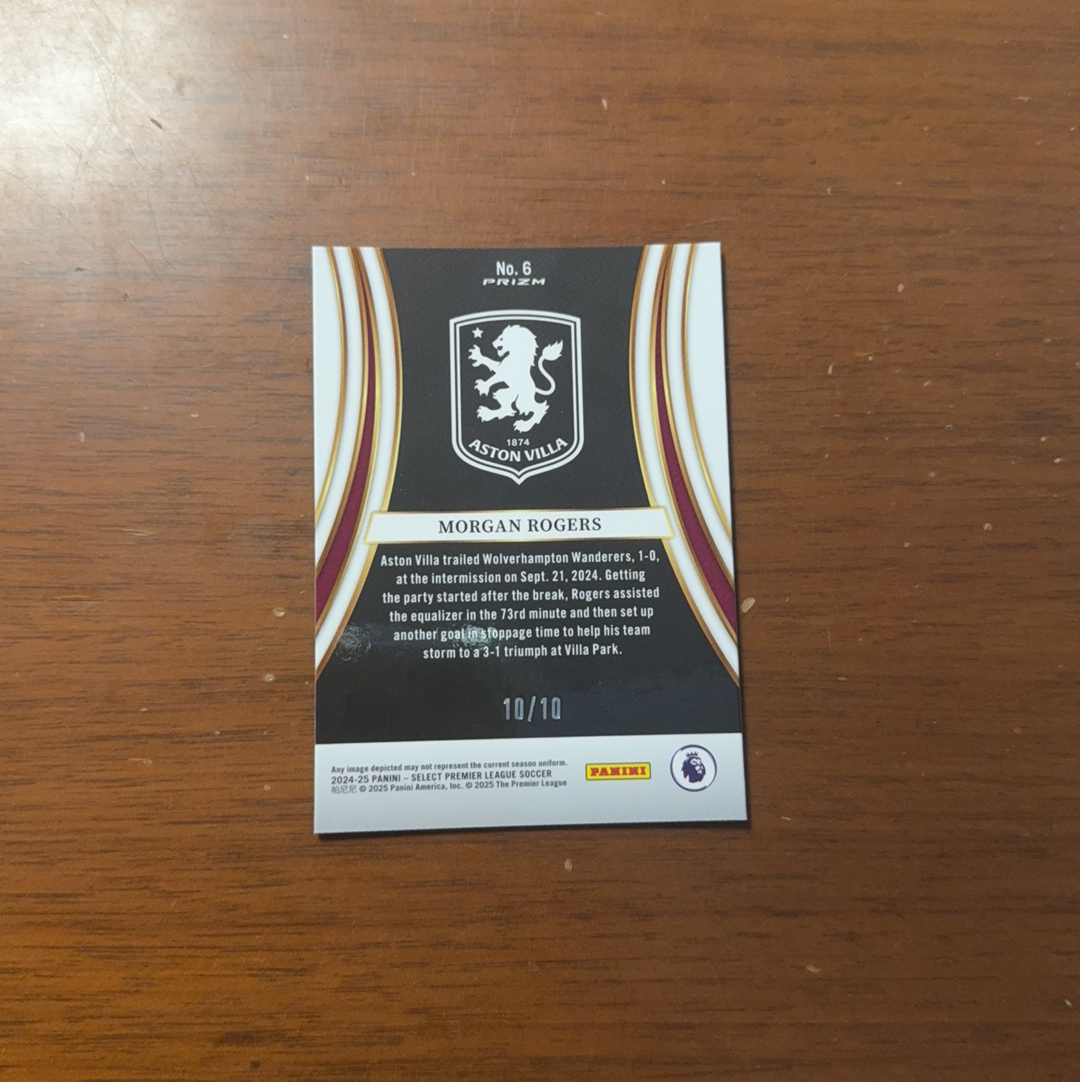 No. 6
PRIZM
1874
ASTON VILLA
MORGAN ROGERS
Aston Villa trailed Wolverhampton Wanderers, 1-0,
at the intermission on Sept. 21, 2024. Getting
the party started after the break, Rogers assisted
the equalizer in the 73rd minute and then set up
another goal in stoppage time to help his team
storm to a 3-1 triumph at Villa Park.
10/10
Any image depicted may not represent the current season uniform.
2024-25 PANINI – SELECT PREMIER LEAGUE SOCCER
帕尼尼 © 2025 Panini America, Inc. © 2025 The Premier League
PANINI